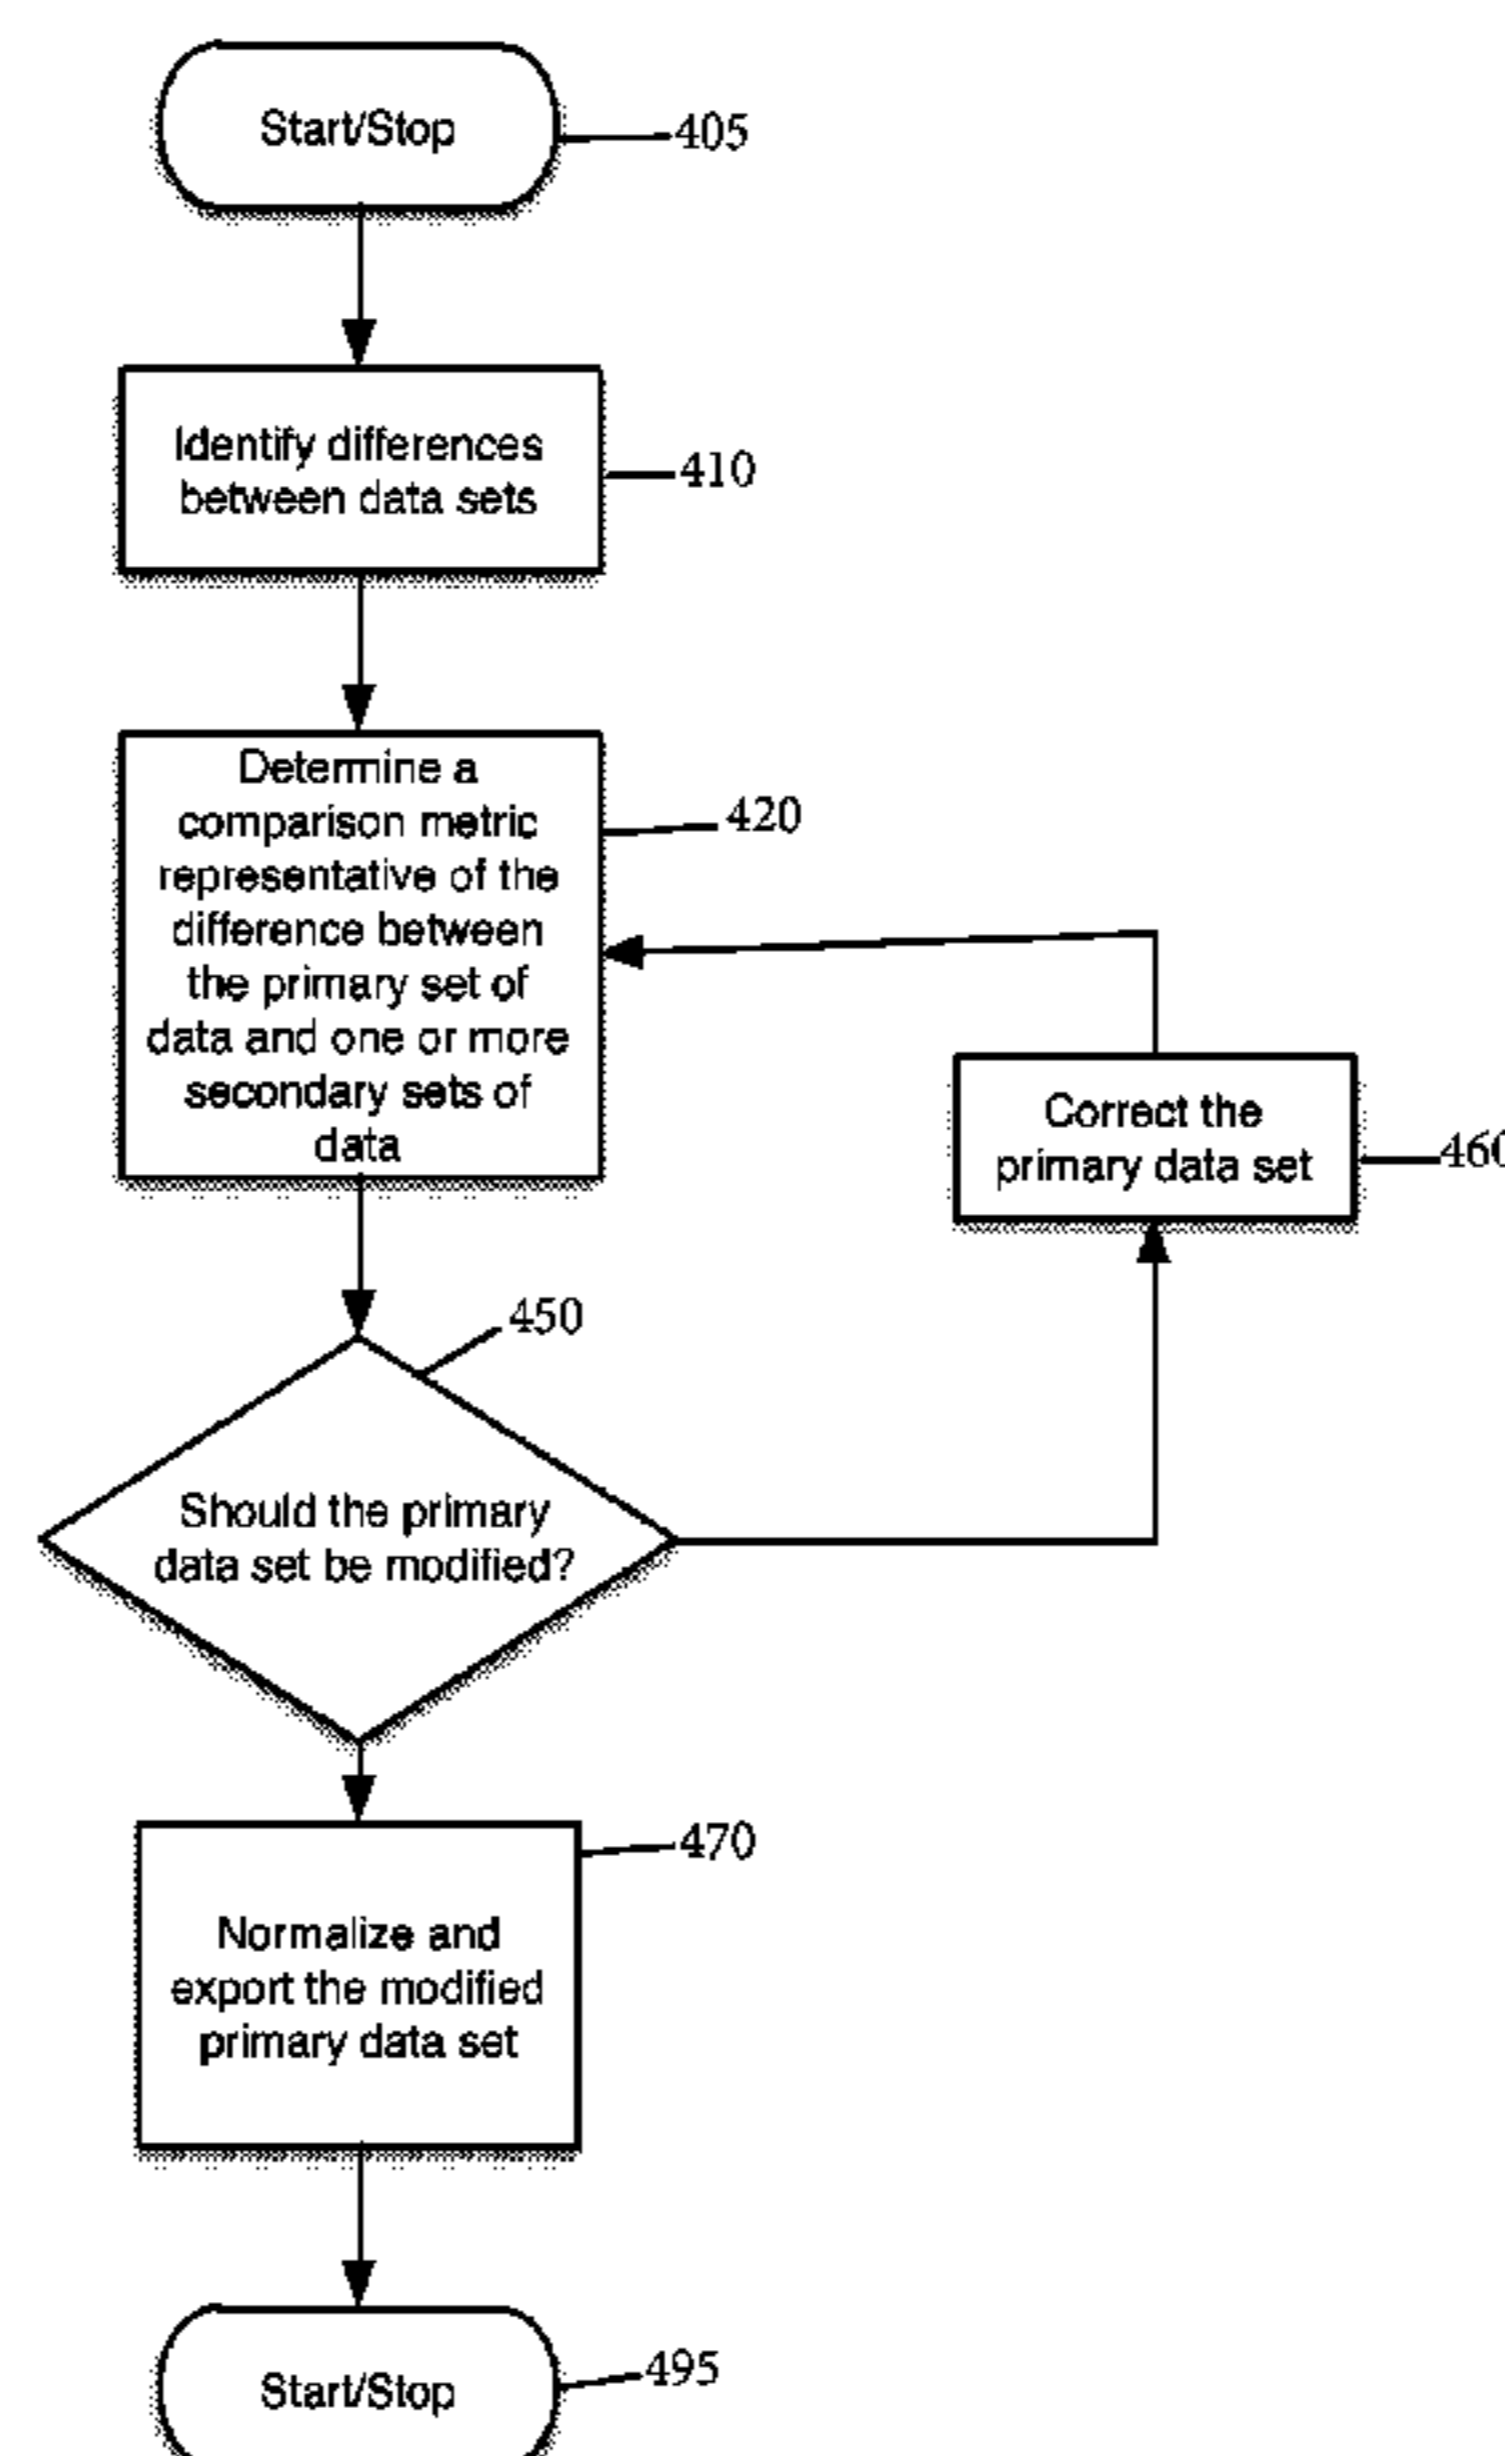 Start/Stop
405
Identify differences
between data sets
410
Determine a
comparison metric
representative of the
difference between
the primary set of
data and one or more
secondary sets of
data
420
Correct the
primary data set
460
450
Should the primary
data set be modified?
470
Normalize and
export the modified
primary data set
Start/Stop
495